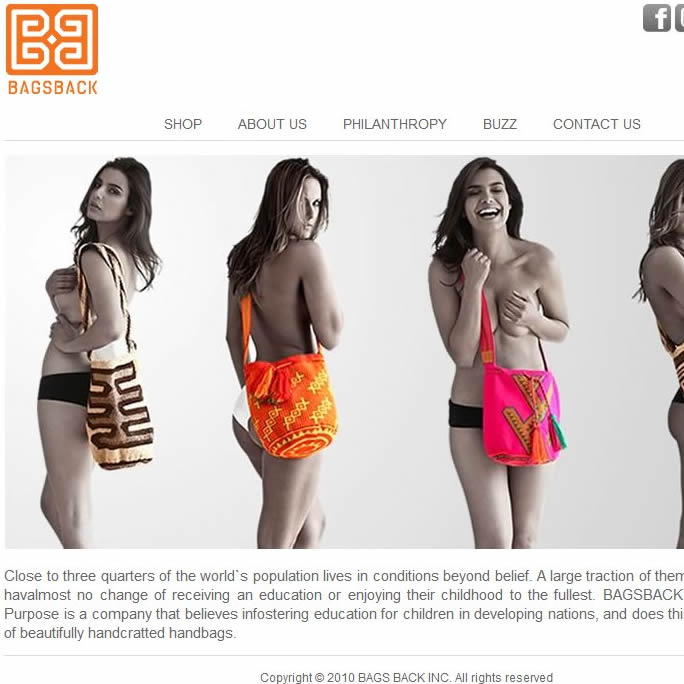 BAGSBACK
SHOP ABOUT US PHILANTHROPY BUZZ CONTACT US
Close to three quarters of the world`s population lives in conditions beyond belief. A large traction of them
havalmost no change of receiving an education or enjoying their childhood to the fullest. BAGSBACK
Purpose is a company that believes infostering education for children in developing nations, and does this
of beautifully handcratted handbags.
Copyright © 2010 BAGS BACK INC. All rights reserved